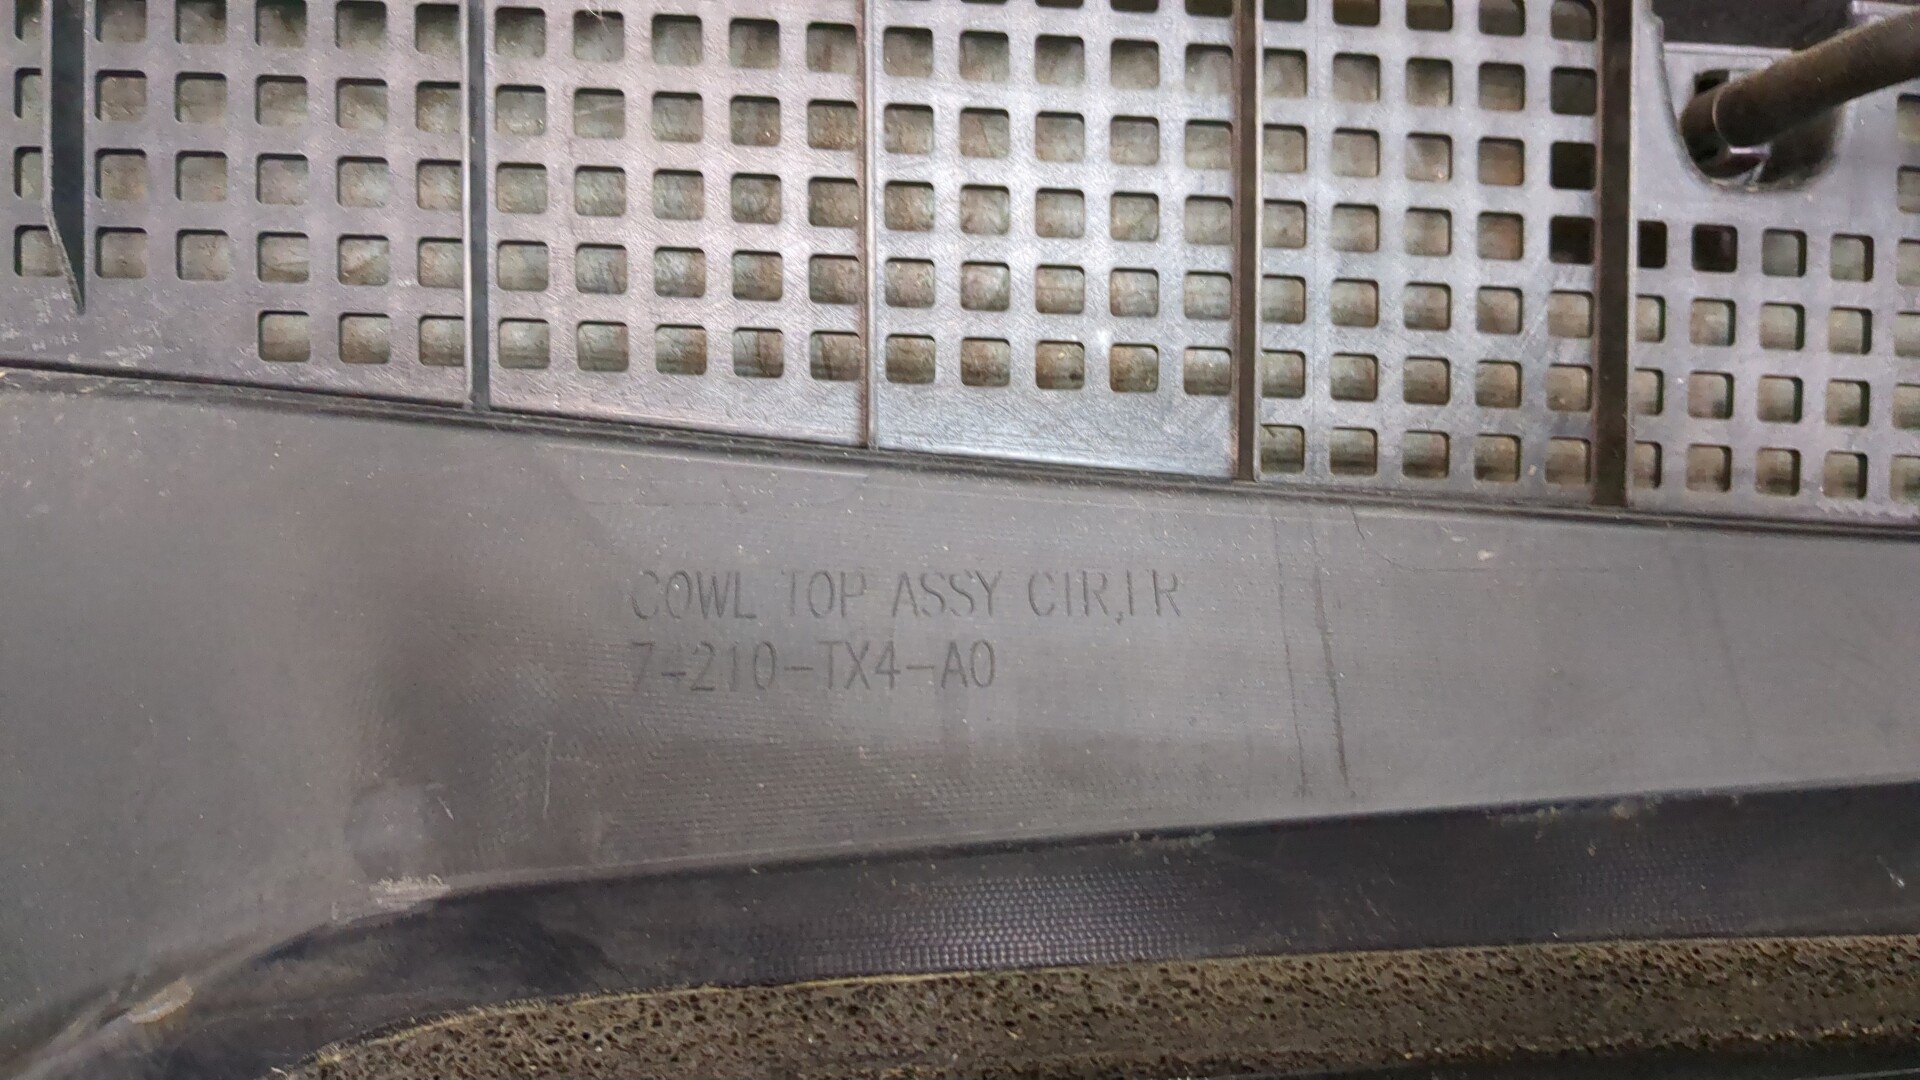 COWL TOP ASSY CTR,FR
7-210-TX4-A0